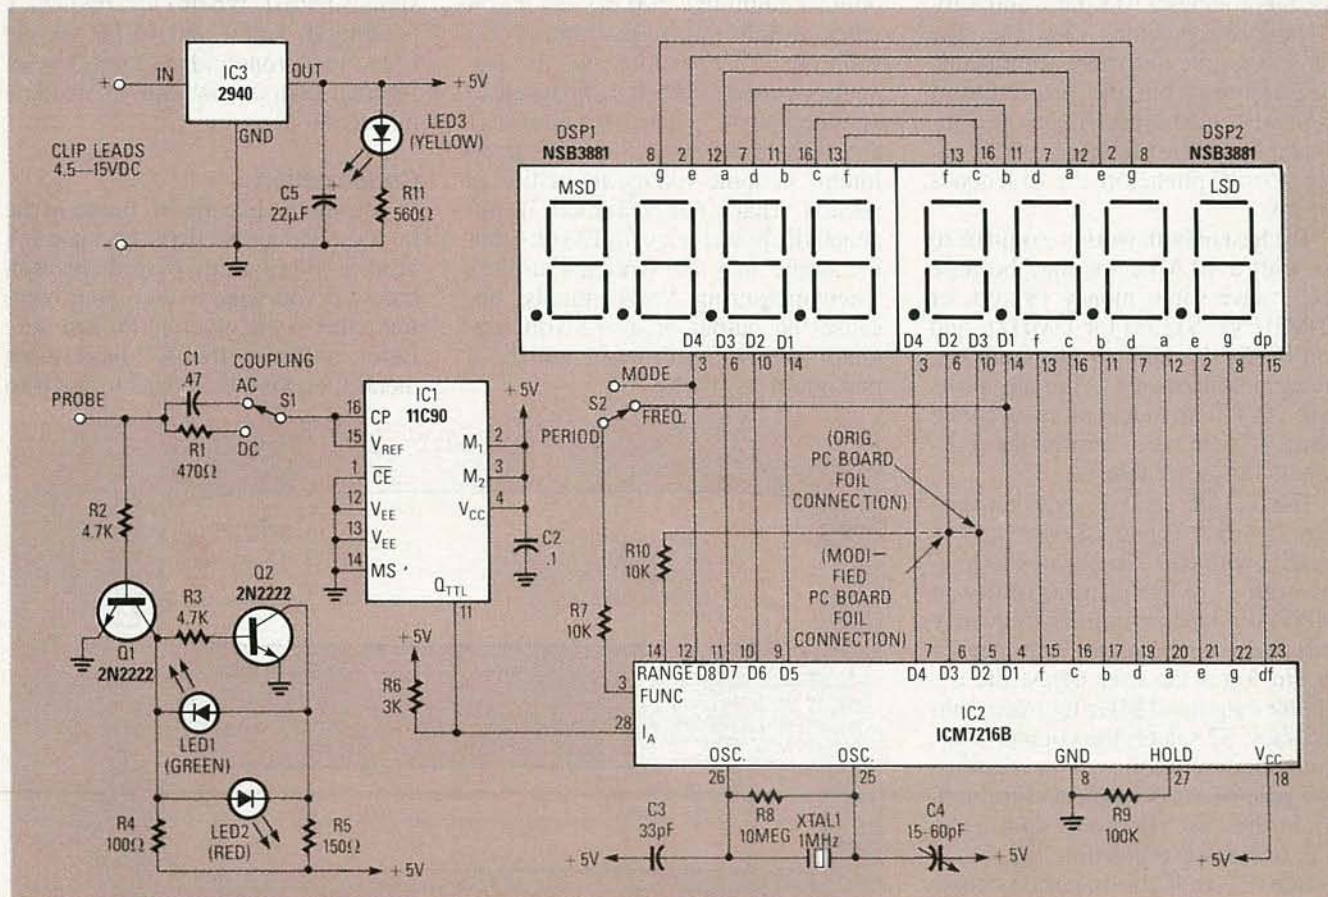 IN
IC3
2940
OUT
GND
+5V
+
CLIP LEADS
4.5—15VDC
-
LED3
(YELLOW)
C5
22µF
R11
560Ω
DSP1
NSB3881
8 2 12 7 11 16 13
g e a d b c f
MSD
D4 D3 D2 D1
3 6 10 14
DSP2
NSB3881
13 16 11 7 12 2 8
f c b d a e g
LSD
D4 D2 D3 D1 f c b d a e g dp
3 6 10 14 13 16 11 7 12 2 8 15
PROBE
C1
.47
COUPLING
AC
S1
DC
R1
470Ω
R2
4.7K
Q1
2N2222
R3
4.7K
Q2
2N2222
LED1
(GREEN)
LED2
(RED)
R4
100Ω
R5
150Ω
+5V
IC1
11C90
16 CP
15 VREF
1 CE
12 VEE
13 VEE
14 MS
M1 2
M2 3
VCC 4
QTTL
11
+5V
C2
.1
+5V
R6
3K
MODE
S2
FREQ.
PERIOD
R7
10K
R10
10K
(ORIG.
PC BOARD
FOIL
CONNECTION)
(MODI—
FIED
PC BOARD
FOIL
CONNECTION)
14 12 11 10 9 7 6 5 4 15 16 17 19 20 21 22 23
RANGE D8 D7 D6 D5 D4 D3 D2 D1 f c b d a e g df
3 FUNC
28 IA
IC2
ICM7216B
OSC.
26
OSC.
25
GND
8
HOLD
27
VCC
18
C3
33pF
R8
10MEG
XTAL1
1MHz
C4
15-60pF
R9
100K
+5V
+5V
+5V